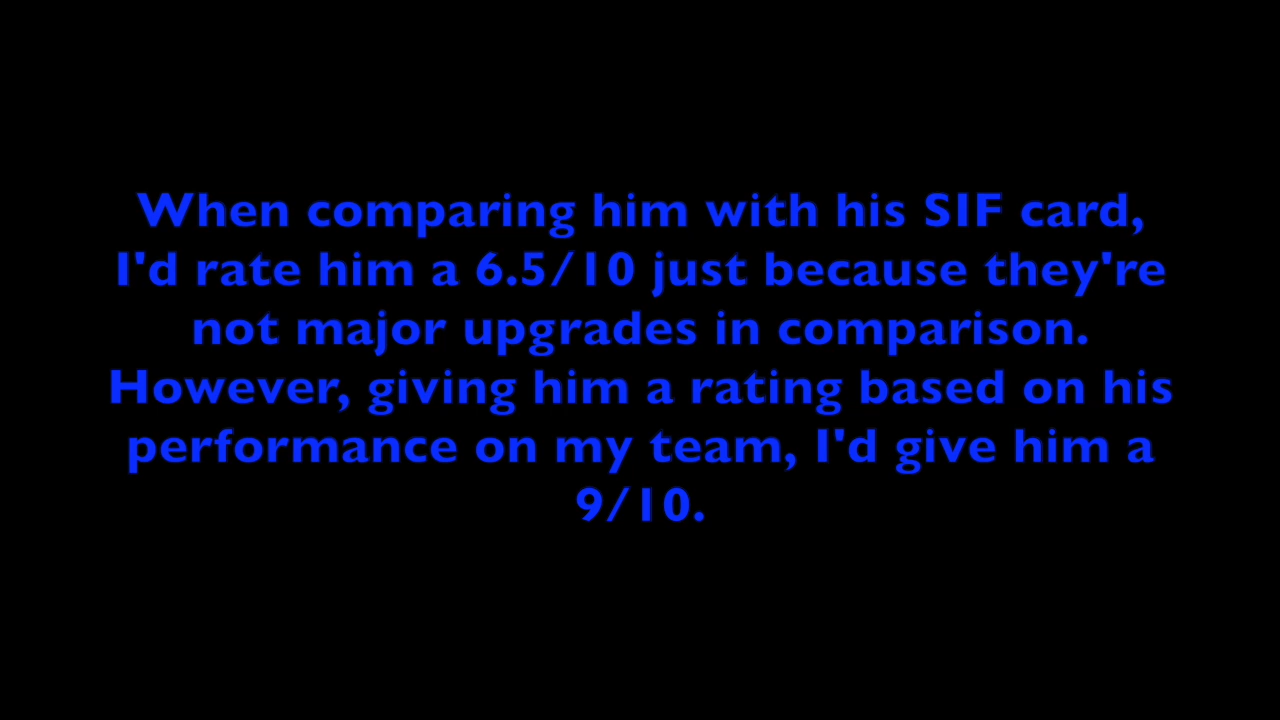 When comparing him with his SIF card,
I'd rate him a 6.5/10 just because they're
not major upgrades in comparison.
However, giving him a rating based on his
performance on my team, I'd give him a
9/10.